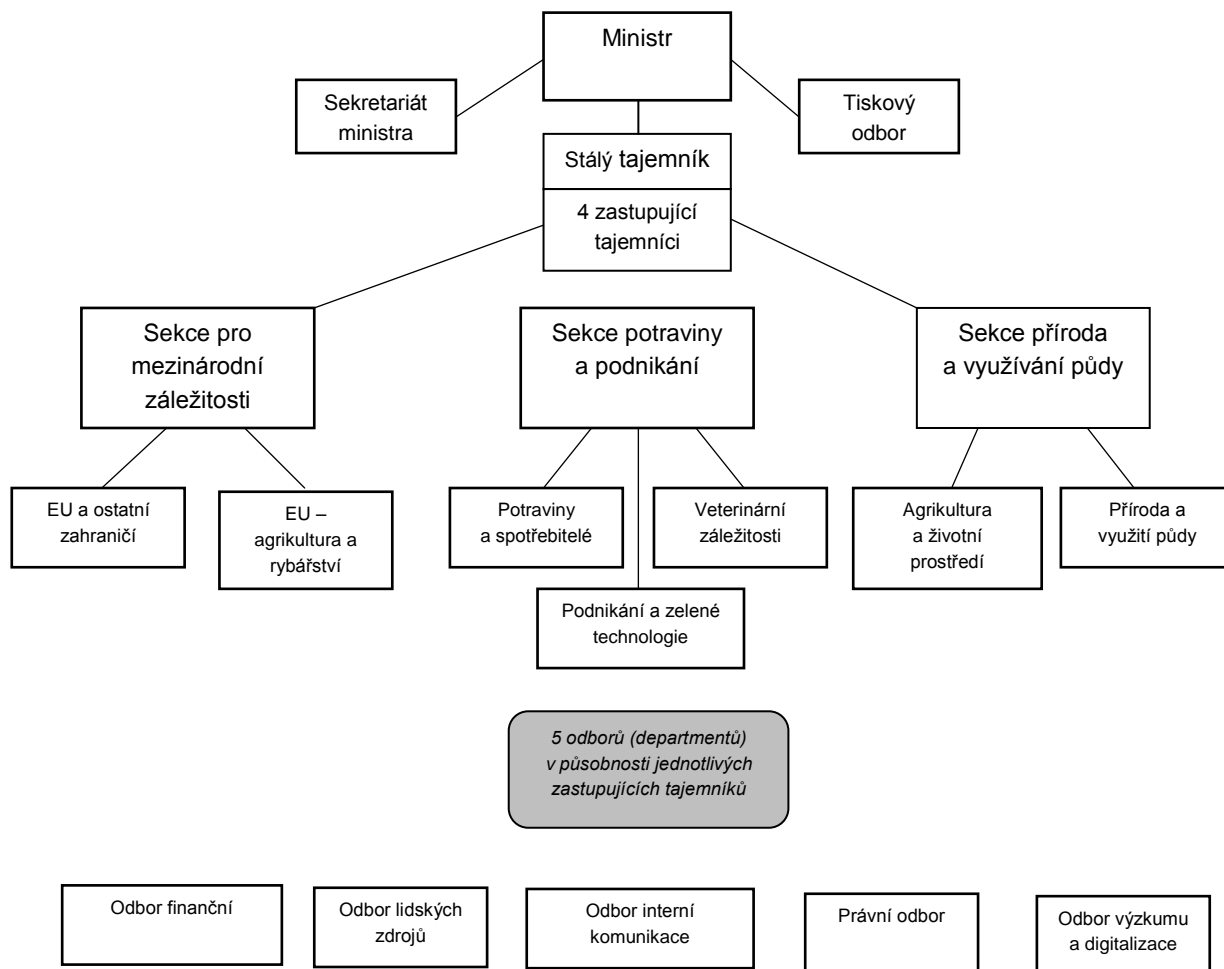 Ministr
Sekretariát
ministra
Tiskový
odbor
Stálý tajemník
4 zastupující
tajemníci
Sekce pro
mezinárodní
záležitosti
Sekce potraviny
a podnikání
Sekce příroda
a využívání půdy
EU a ostatní
zahraničí
EU –
agrikultura a
rybářství
Potraviny
a spotřebitelé
Veterinární
záležitosti
Agrikultura
a životní
prostředí
Příroda a
využití půdy
Podnikání a zelené
technologie
5 odborů (departmentů)
v působnosti jednotlivých
zastupujících tajemníků
Odbor finanční
Odbor lidských
zdrojů
Odbor interní
komunikace
Právní odbor
Odbor výzkumu
a digitalizace